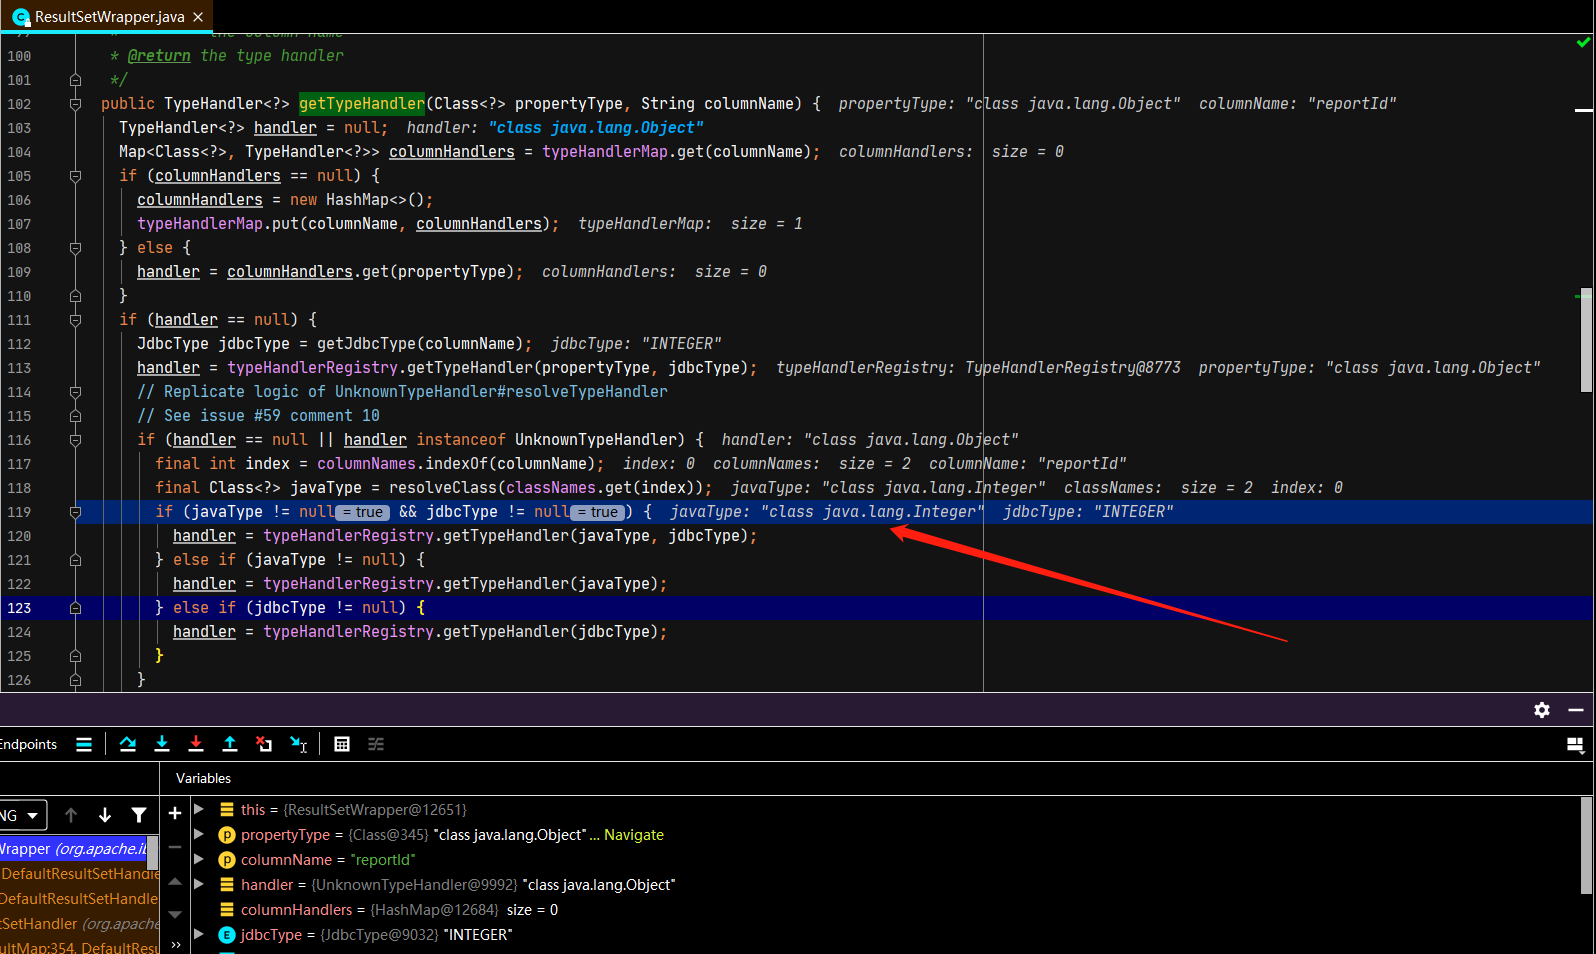 ResultSetWrapper.java
the column name
100 * @return the type handler
101 */
102 public TypeHandler<?> getTypeHandler(Class<?> propertyType, String columnName) { propertyType: "class java.lang.Object" columnName: "reportId"
103 TypeHandler<?> handler = null; handler: "class java.lang.Object"
104 Map<Class<?>, TypeHandler<?>> columnHandlers = typeHandlerMap.get(columnName); columnHandlers: size = 0
105 if (columnHandlers == null) {
106 columnHandlers = new HashMap<>();
107 typeHandlerMap.put(columnName, columnHandlers); typeHandlerMap: size = 1
108 } else {
109 handler = columnHandlers.get(propertyType); columnHandlers: size = 0
110 }
111 if (handler == null) {
112 JdbcType jdbcType = getJdbcType(columnName); jdbcType: "INTEGER"
113 handler = typeHandlerRegistry.getTypeHandler(propertyType, jdbcType); typeHandlerRegistry: TypeHandlerRegistry@8773 propertyType: "class java.lang.Object"
114 // Replicate logic of UnknownTypeHandler#resolveTypeHandler
115 // See issue #59 comment 10
116 if (handler == null || handler instanceof UnknownTypeHandler) { handler: "class java.lang.Object"
117 final int index = columnNames.indexOf(columnName); index: 0 columnNames: size = 2 columnName: "reportId"
118 final Class<?> javaType = resolveClass(classNames.get(index)); javaType: "class java.lang.Integer" classNames: size = 2 index: 0
119 if (javaType != null = true && jdbcType != null = true ) { javaType: "class java.lang.Integer" jdbcType: "INTEGER"
120 handler = typeHandlerRegistry.getTypeHandler(javaType, jdbcType);
121 } else if (javaType != null) {
122 handler = typeHandlerRegistry.getTypeHandler(javaType);
123 } else if (jdbcType != null) {
124 handler = typeHandlerRegistry.getTypeHandler(jdbcType);
125 }
126 }
Endpoints
Variables
NG
this = {ResultSetWrapper@12651}
propertyType = {Class@345} "class java.lang.Object" ... Navigate
Wrapper (org.apache.ib
columnName = "reportId"
DefaultResultSetHandle
handler = {UnknownTypeHandler@9992} "class java.lang.Object"
DefaultResultSetHandle
columnHandlers = {HashMap@12684} size = 0
tSetHandler (org.apache
jdbcType = {JdbcType@9032} "INTEGER"
ultMap:354, DefaultResu